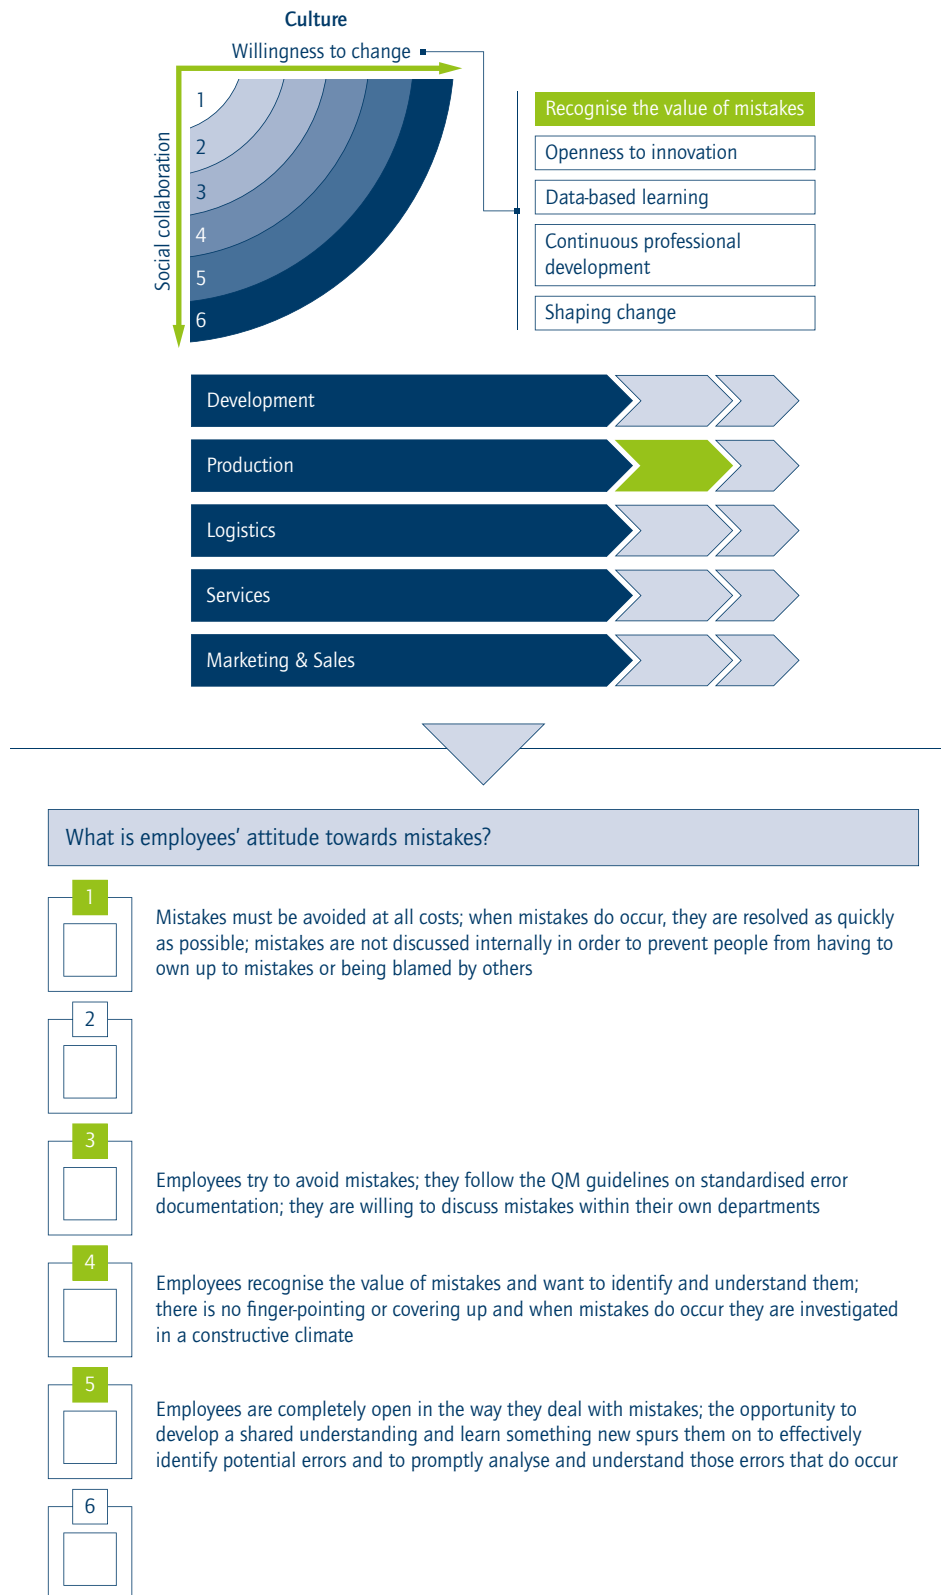 Culture
Willingness to change
Social collaboration
1
2
3
4
5
6
Recognise the value of mistakes
Openness to innovation
Data-based learning
Continuous professional
development
Shaping change
Development
Production
Logistics
Services
Marketing & Sales
What is employees’ attitude towards mistakes?
1
Mistakes must be avoided at all costs; when mistakes do occur, they are resolved as quickly
as possible; mistakes are not discussed internally in order to prevent people from having to
own up to mistakes or being blamed by others
2
3
Employees try to avoid mistakes; they follow the QM guidelines on standardised error
documentation; they are willing to discuss mistakes within their own departments
4
Employees recognise the value of mistakes and want to identify and understand them;
there is no finger-pointing or covering up and when mistakes do occur they are investigated
in a constructive climate
5
Employees are completely open in the way they deal with mistakes; the opportunity to
develop a shared understanding and learn something new spurs them on to effectively
identify potential errors and to promptly analyse and understand those errors that do occur
6